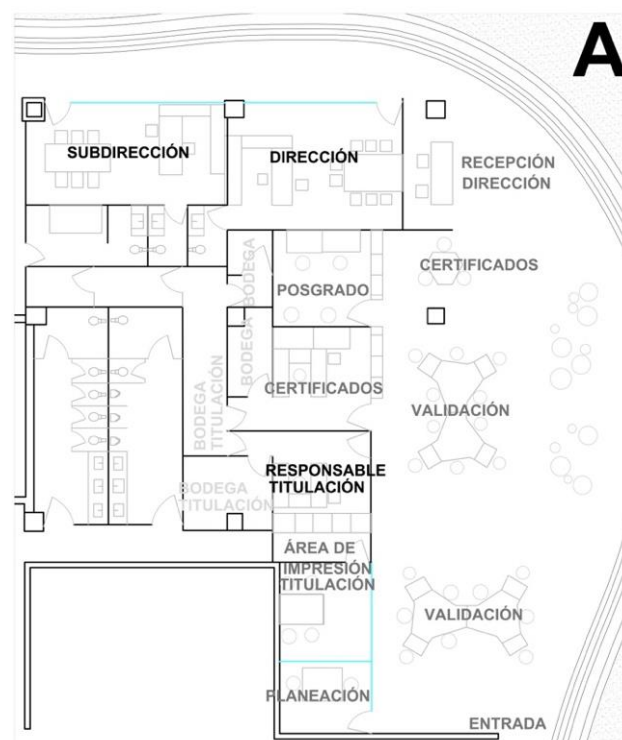 A
SUBDIRECCIÓN
DIRECCIÓN
RECEPCIÓN
DIRECCIÓN
BODEGA
CERTIFICADOS
POSGRADO
BODEGA
CERTIFICADOS
BODEGA
TITULACIÓN
VALIDACIÓN
RESPONSABLE
TITULACIÓN
BODEGA
TITULACIÓN
ÁREA DE
IMPRESIÓN
TITULACIÓN
VALIDACIÓN
PLANEACIÓN
ENTRADA